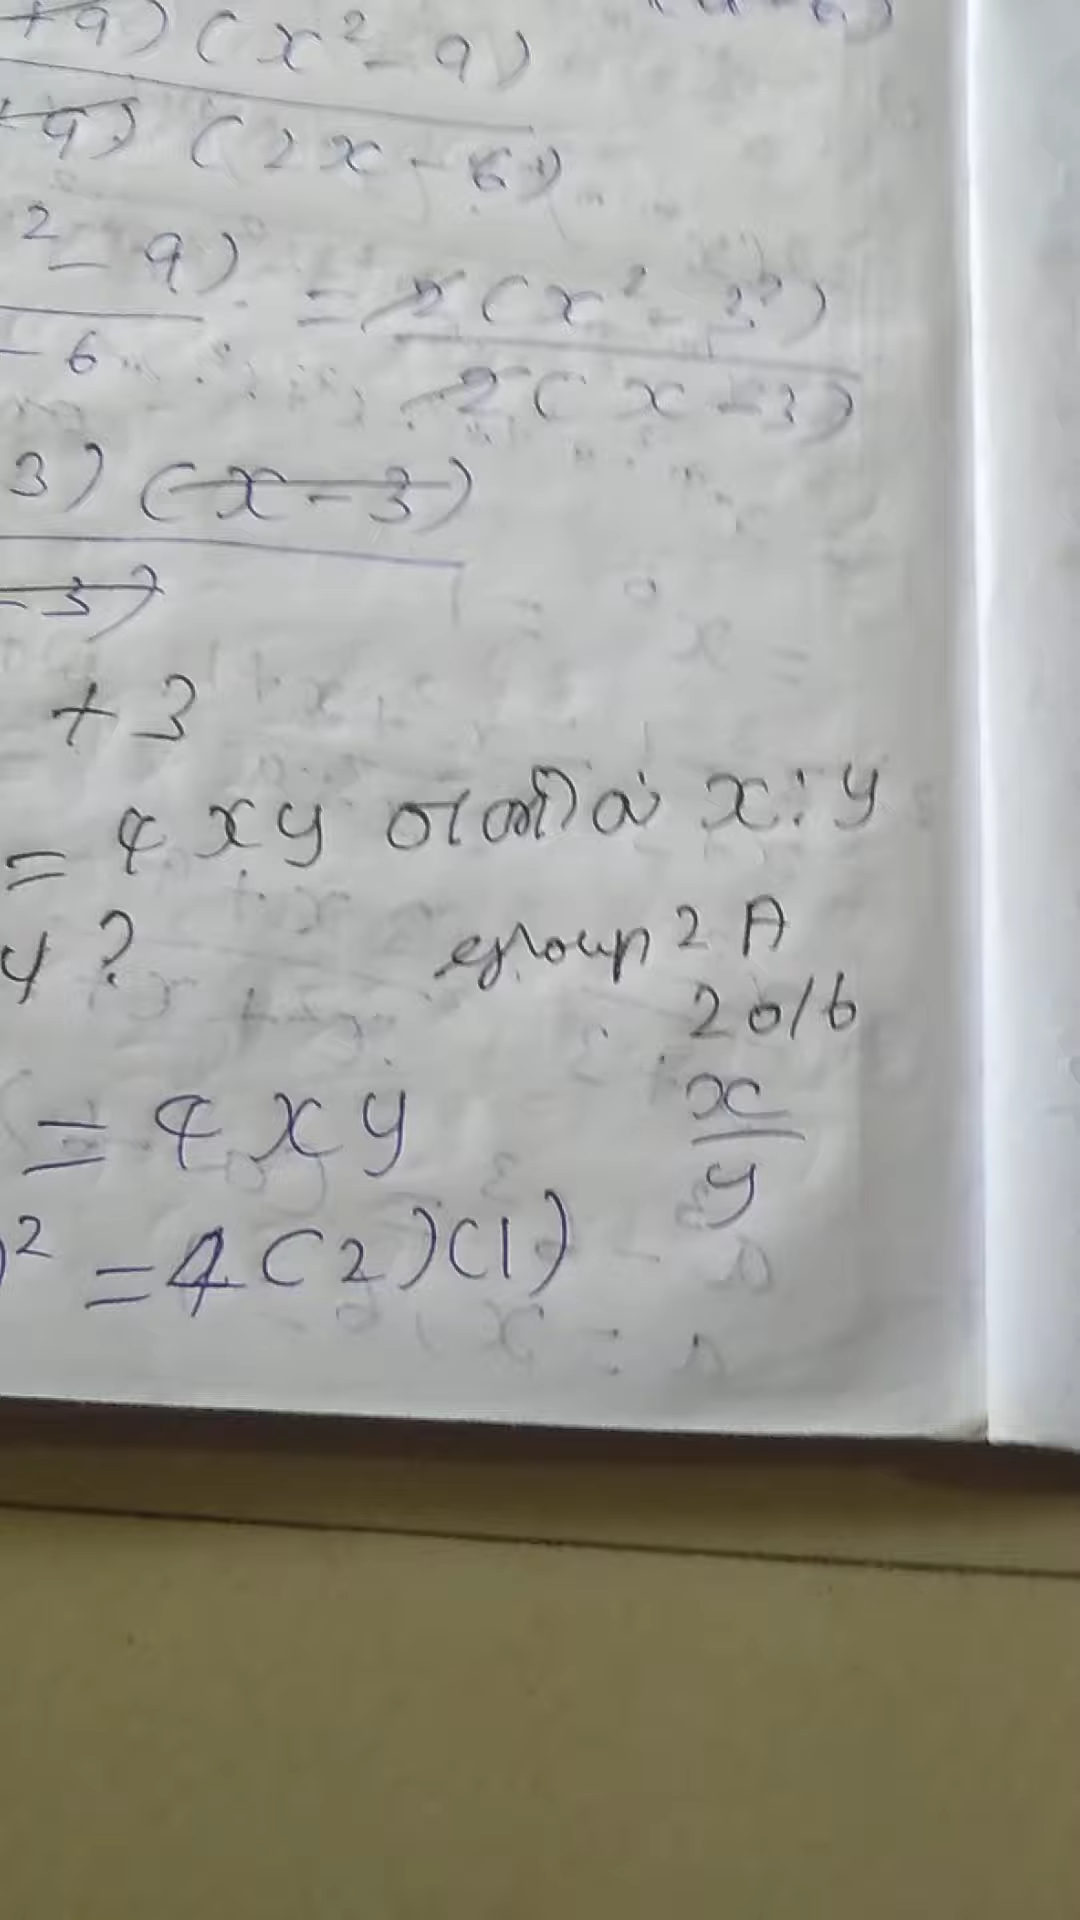 +9) (x² - 9)
+9) (2x - 6)
² - 9) = 2(x² - 3²)
- 6 2(x - 3)
3) (x - 3)
- 3)
+ 3
= 4xy எனில் x : y
y ? group 2 A
2016
= 4xy x/y
)² = 4(2)(1)